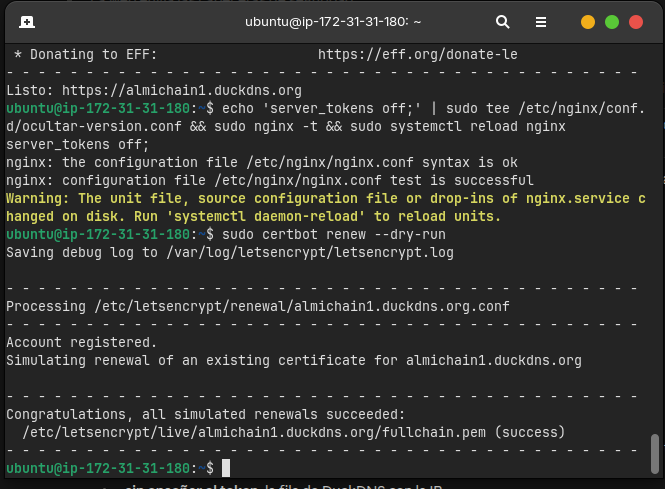 ubuntu@ip-172-31-31-180: ~
* Donating to EFF:                    https://eff.org/donate-le
- - - - - - - - - - - - - - - - - - - - - - - - - - - - - - - - - - - - - - - -
Listo: https://almichain1.duckdns.org
ubuntu@ip-172-31-31-180:~$ echo 'server_tokens off;' | sudo tee /etc/nginx/conf.
d/ocultar-version.conf && sudo nginx -t && sudo systemctl reload nginx
server_tokens off;
nginx: the configuration file /etc/nginx/nginx.conf syntax is ok
nginx: configuration file /etc/nginx/nginx.conf test is successful
Warning: The unit file, source configuration file or drop-ins of nginx.service c
hanged on disk. Run 'systemctl daemon-reload' to reload units.
ubuntu@ip-172-31-31-180:~$ sudo certbot renew --dry-run
Saving debug log to /var/log/letsencrypt/letsencrypt.log
- - - - - - - - - - - - - - - - - - - - - - - - - - - - - - - - - - - - - - - -
Processing /etc/letsencrypt/renewal/almichain1.duckdns.org.conf
- - - - - - - - - - - - - - - - - - - - - - - - - - - - - - - - - - - - - - - -
Account registered.
Simulating renewal of an existing certificate for almichain1.duckdns.org
- - - - - - - - - - - - - - - - - - - - - - - - - - - - - - - - - - - - - - - -
Congratulations, all simulated renewals succeeded:
  /etc/letsencrypt/live/almichain1.duckdns.org/fullchain.pem (success)
- - - - - - - - - - - - - - - - - - - - - - - - - - - - - - - - - - - - - - - -
ubuntu@ip-172-31-31-180:~$